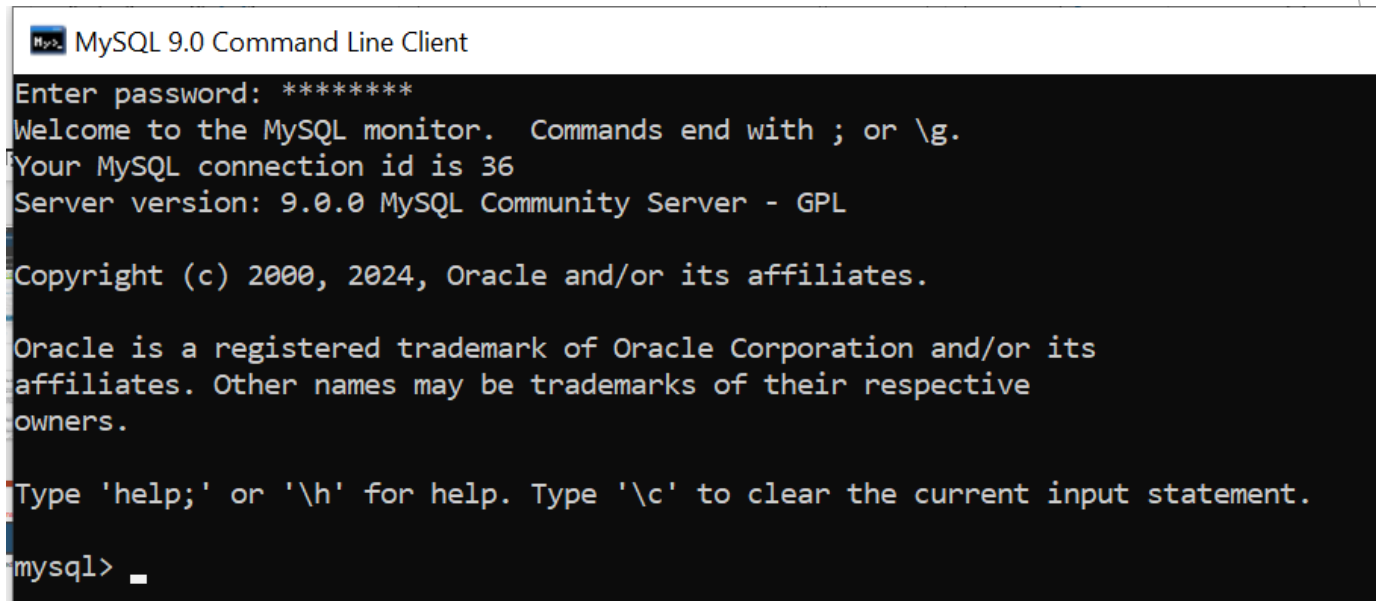 MySQL 9.0 Command Line Client
Enter password: ********
Welcome to the MySQL monitor.  Commands end with ; or \g.
Your MySQL connection id is 36
Server version: 9.0.0 MySQL Community Server - GPL
Copyright (c) 2000, 2024, Oracle and/or its affiliates.
Oracle is a registered trademark of Oracle Corporation and/or its
affiliates. Other names may be trademarks of their respective
owners.
Type 'help;' or '\h' for help. Type '\c' to clear the current input statement.
mysql> _